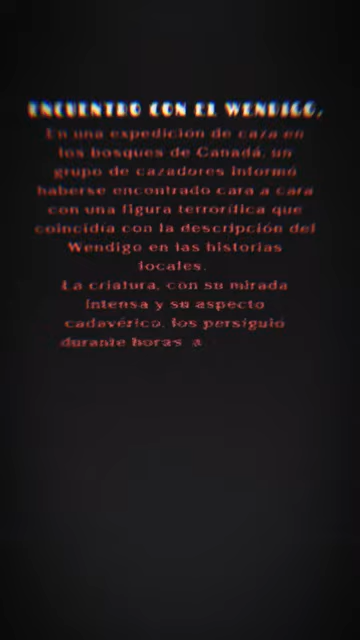 ENCUENTRO CON EL WENDIGO,
En una expedición de caza en
los bosques de Canadá, un
grupo de cazadores informó
haberse encontrado cara a cara
con una figura terrorífica que
coincidía con la descripción del
Wendigo en las historias
locales.
La criatura, con su mirada
intensa y su aspecto
cadavérico, los persiguió
durante horas a